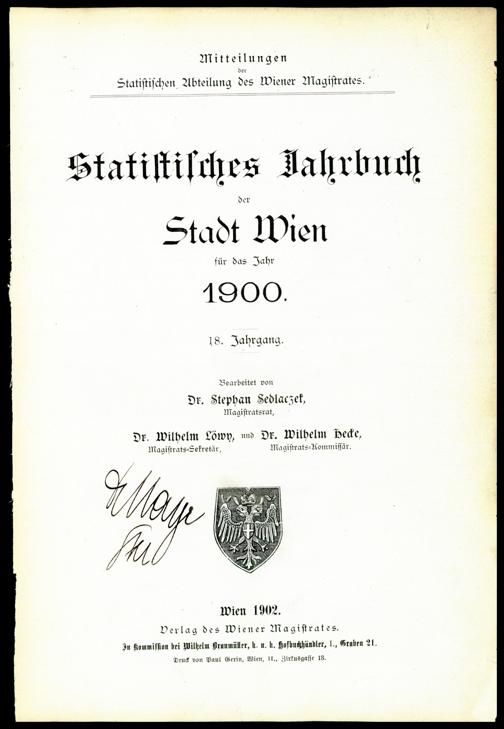 Mitteilungen
der
Statistischen Abteilung des Wiener Magistrates.
Statistisches Jahrbuch
der
Stadt Wien
für das Jahr
1900.
18. Jahrgang.
Bearbeitet von
Dr. Stephan Sedlaczek,
Magistratsrat,
Dr. Wilhelm Löwy, und Dr. Wilhelm Hecke,
Magistrats-Sekretär, Magistrats-Kommissär.
Dr Maye
Wien 1902.
Verlag des Wiener Magistrates.
In Kommission bei Wilhelm Braumüller, k. u. k. Hofbuchhändler, I., Graben 21.
Druck von Paul Gerin, Wien, II., Zirkusgasse 13.